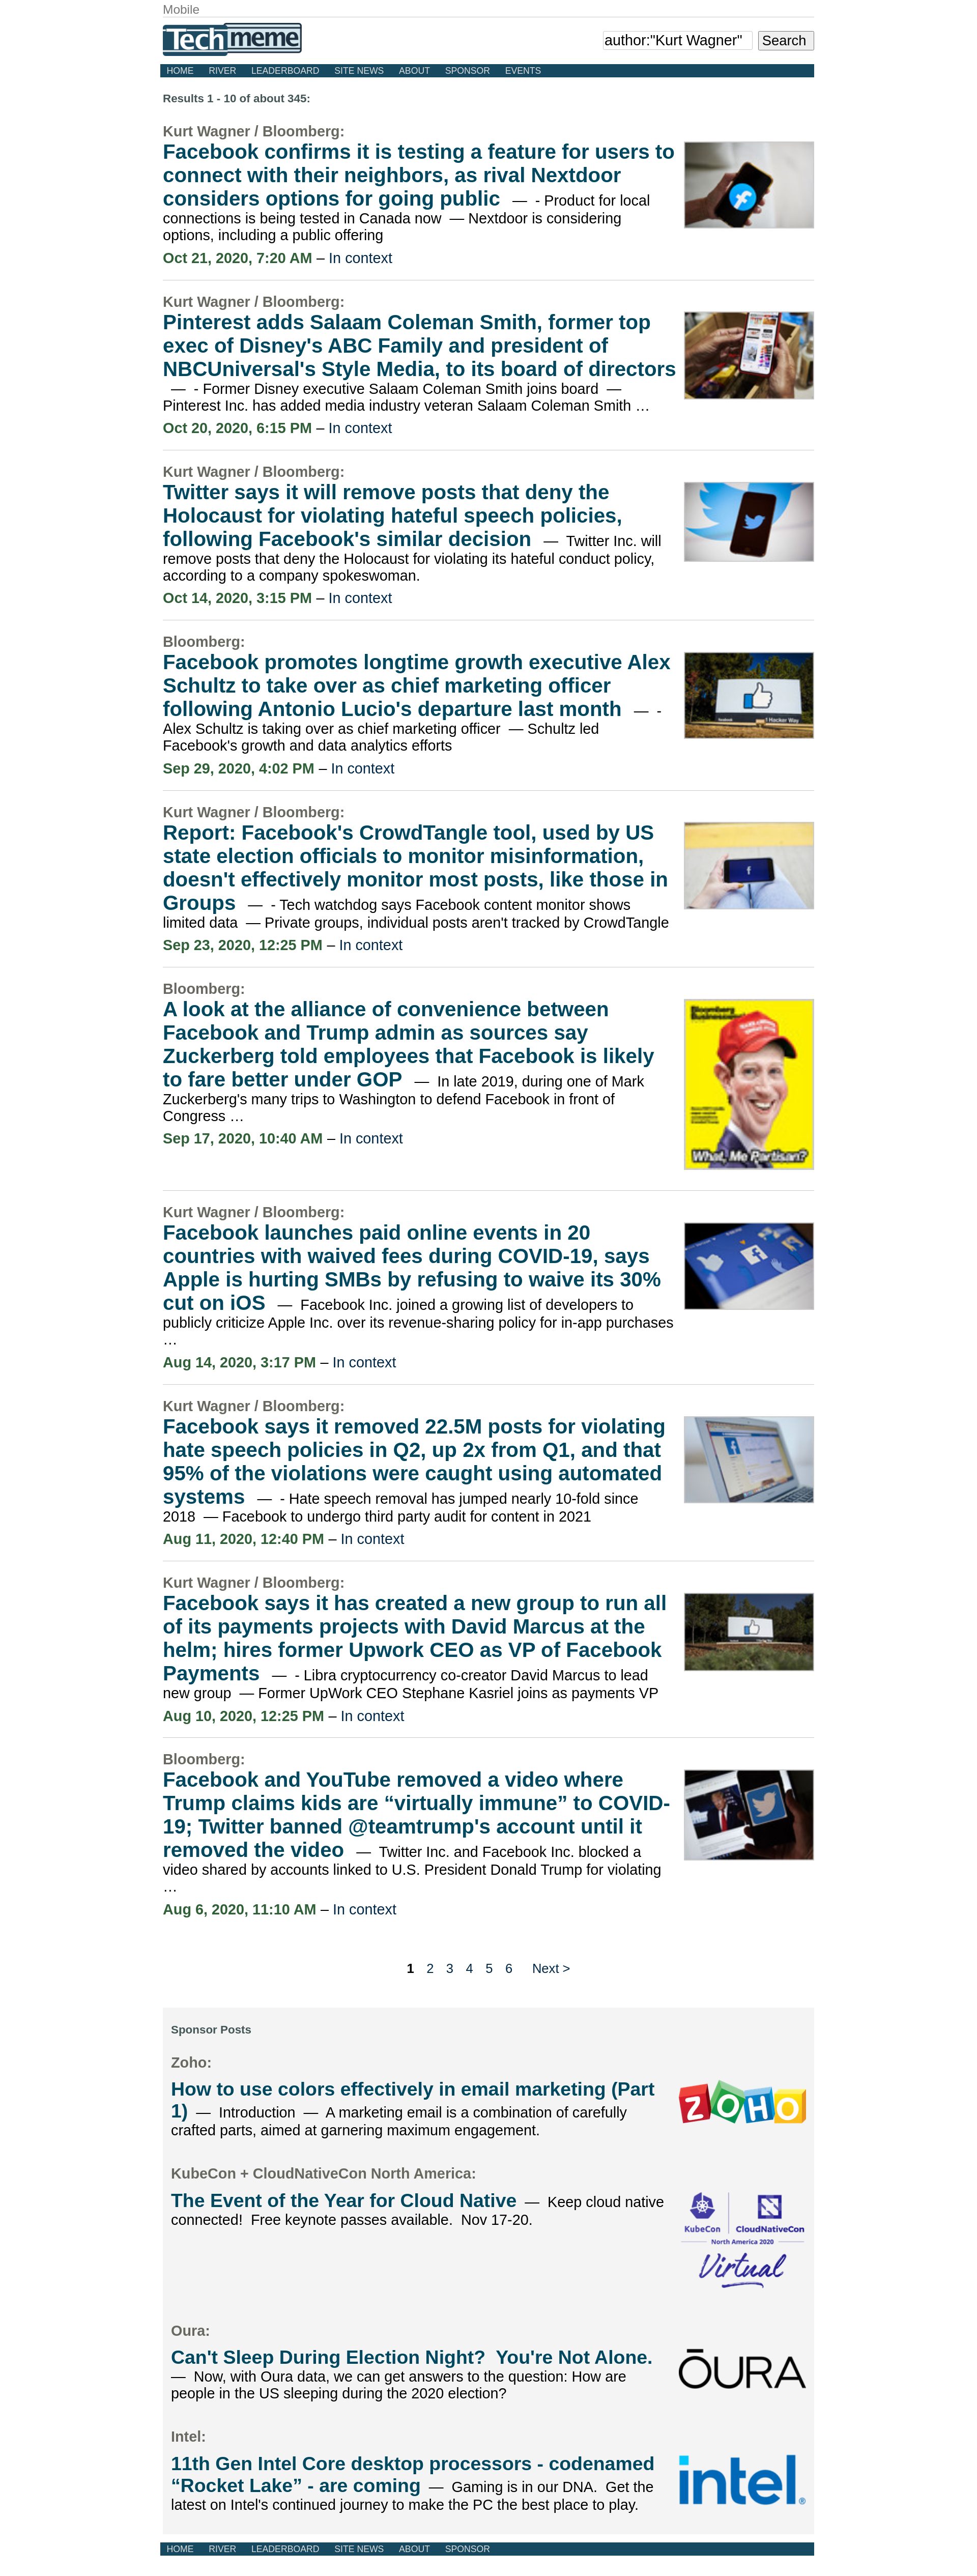 Mobile
Techmeme
author:"Kurt Wagner" Search
HOME RIVER LEADERBOARD SITE NEWS ABOUT SPONSOR EVENTS
Results 1 - 10 of about 345:
Kurt Wagner / Bloomberg:
Facebook confirms it is testing a feature for users to
connect with their neighbors, as rival Nextdoor
considers options for going public — - Product for local
connections is being tested in Canada now — Nextdoor is considering
options, including a public offering
Oct 21, 2020, 7:20 AM – In context
Kurt Wagner / Bloomberg:
Pinterest adds Salaam Coleman Smith, former top
exec of Disney's ABC Family and president of
NBCUniversal's Style Media, to its board of directors
— - Former Disney executive Salaam Coleman Smith joins board —
Pinterest Inc. has added media industry veteran Salaam Coleman Smith …
Oct 20, 2020, 6:15 PM – In context
Kurt Wagner / Bloomberg:
Twitter says it will remove posts that deny the
Holocaust for violating hateful speech policies,
following Facebook's similar decision — Twitter Inc. will
remove posts that deny the Holocaust for violating its hateful conduct policy,
according to a company spokeswoman.
Oct 14, 2020, 3:15 PM – In context
Bloomberg:
Facebook promotes longtime growth executive Alex
Schultz to take over as chief marketing officer
following Antonio Lucio's departure last month — -
Alex Schultz is taking over as chief marketing officer — Schultz led
Facebook's growth and data analytics efforts
Sep 29, 2020, 4:02 PM – In context
Hacker Way
Kurt Wagner / Bloomberg:
Report: Facebook's CrowdTangle tool, used by US
state election officials to monitor misinformation,
doesn't effectively monitor most posts, like those in
Groups — - Tech watchdog says Facebook content monitor shows
limited data — Private groups, individual posts aren't tracked by CrowdTangle
Sep 23, 2020, 12:25 PM – In context
Bloomberg:
A look at the alliance of convenience between
Facebook and Trump admin as sources say
Zuckerberg told employees that Facebook is likely
to fare better under GOP — In late 2019, during one of Mark
Zuckerberg's many trips to Washington to defend Facebook in front of
Congress …
Sep 17, 2020, 10:40 AM – In context
Bloomberg
Businessweek
What, Me Partisan?
Kurt Wagner / Bloomberg:
Facebook launches paid online events in 20
countries with waived fees during COVID-19, says
Apple is hurting SMBs by refusing to waive its 30%
cut on iOS — Facebook Inc. joined a growing list of developers to
publicly criticize Apple Inc. over its revenue-sharing policy for in-app purchases
…
Aug 14, 2020, 3:17 PM – In context
Kurt Wagner / Bloomberg:
Facebook says it removed 22.5M posts for violating
hate speech policies in Q2, up 2x from Q1, and that
95% of the violations were caught using automated
systems — - Hate speech removal has jumped nearly 10-fold since
2018 — Facebook to undergo third party audit for content in 2021
Aug 11, 2020, 12:40 PM – In context
Kurt Wagner / Bloomberg:
Facebook says it has created a new group to run all
of its payments projects with David Marcus at the
helm; hires former Upwork CEO as VP of Facebook
Payments — - Libra cryptocurrency co-creator David Marcus to lead
new group — Former UpWork CEO Stephane Kasriel joins as payments VP
Aug 10, 2020, 12:25 PM – In context
Bloomberg:
Facebook and YouTube removed a video where
Trump claims kids are “virtually immune” to COVID-
19; Twitter banned @teamtrump's account until it
removed the video — Twitter Inc. and Facebook Inc. blocked a
video shared by accounts linked to U.S. President Donald Trump for violating
…
Aug 6, 2020, 11:10 AM – In context
1 2 3 4 5 6 Next >
Sponsor Posts
Zoho:
How to use colors effectively in email marketing (Part
1) — Introduction — A marketing email is a combination of carefully
crafted parts, aimed at garnering maximum engagement.
ZOHO
KubeCon + CloudNativeCon North America:
The Event of the Year for Cloud Native — Keep cloud native
connected! Free keynote passes available. Nov 17-20.
KubeCon CloudNativeCon
North America 2020
Virtual
Oura:
Can't Sleep During Election Night? You're Not Alone.
— Now, with Oura data, we can get answers to the question: How are
people in the US sleeping during the 2020 election?
ŌURA
Intel:
11th Gen Intel Core desktop processors - codenamed
“Rocket Lake” - are coming — Gaming is in our DNA. Get the
latest on Intel's continued journey to make the PC the best place to play.
intel®
HOME RIVER LEADERBOARD SITE NEWS ABOUT SPONSOR